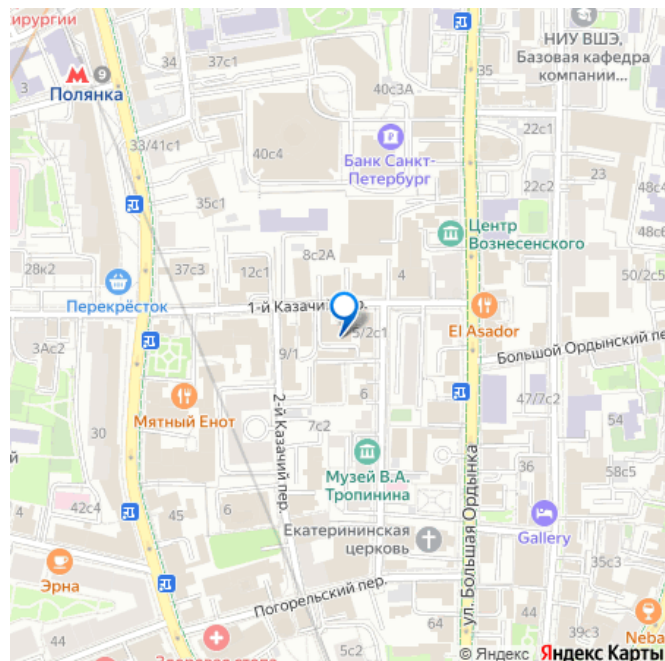 ирургии
3
9
Полянка
37с1
40с3А
35
НИУ ВШЭ,
Базовая кафедра
компании...
33/41с1
40с4
Банк Санкт-
Петербург
22с1
23
35с1
22с2
48с4
48с6
Центр
Вознесенского
8с2А
28к2
37с3
12с1
4
50/2с5
Перекрёсток
1-й Казачий
р.
El Asador
5/2с1
Большой Ордынский пе
3Ас2
9/1
6
Мятный Енот
2-й Казачий пер.
7с2
47/7с2
54
30
й
Музей В.А.
Тропинина
ул. Большая Ордынка
36
58с5
42с4
45
6
Екатерининская
церковь
Gallery
Эрна
35с3
Погорельский пер.
44
64
39с3
Neba
5с2
44
© Яндекс
Яндекс Карты